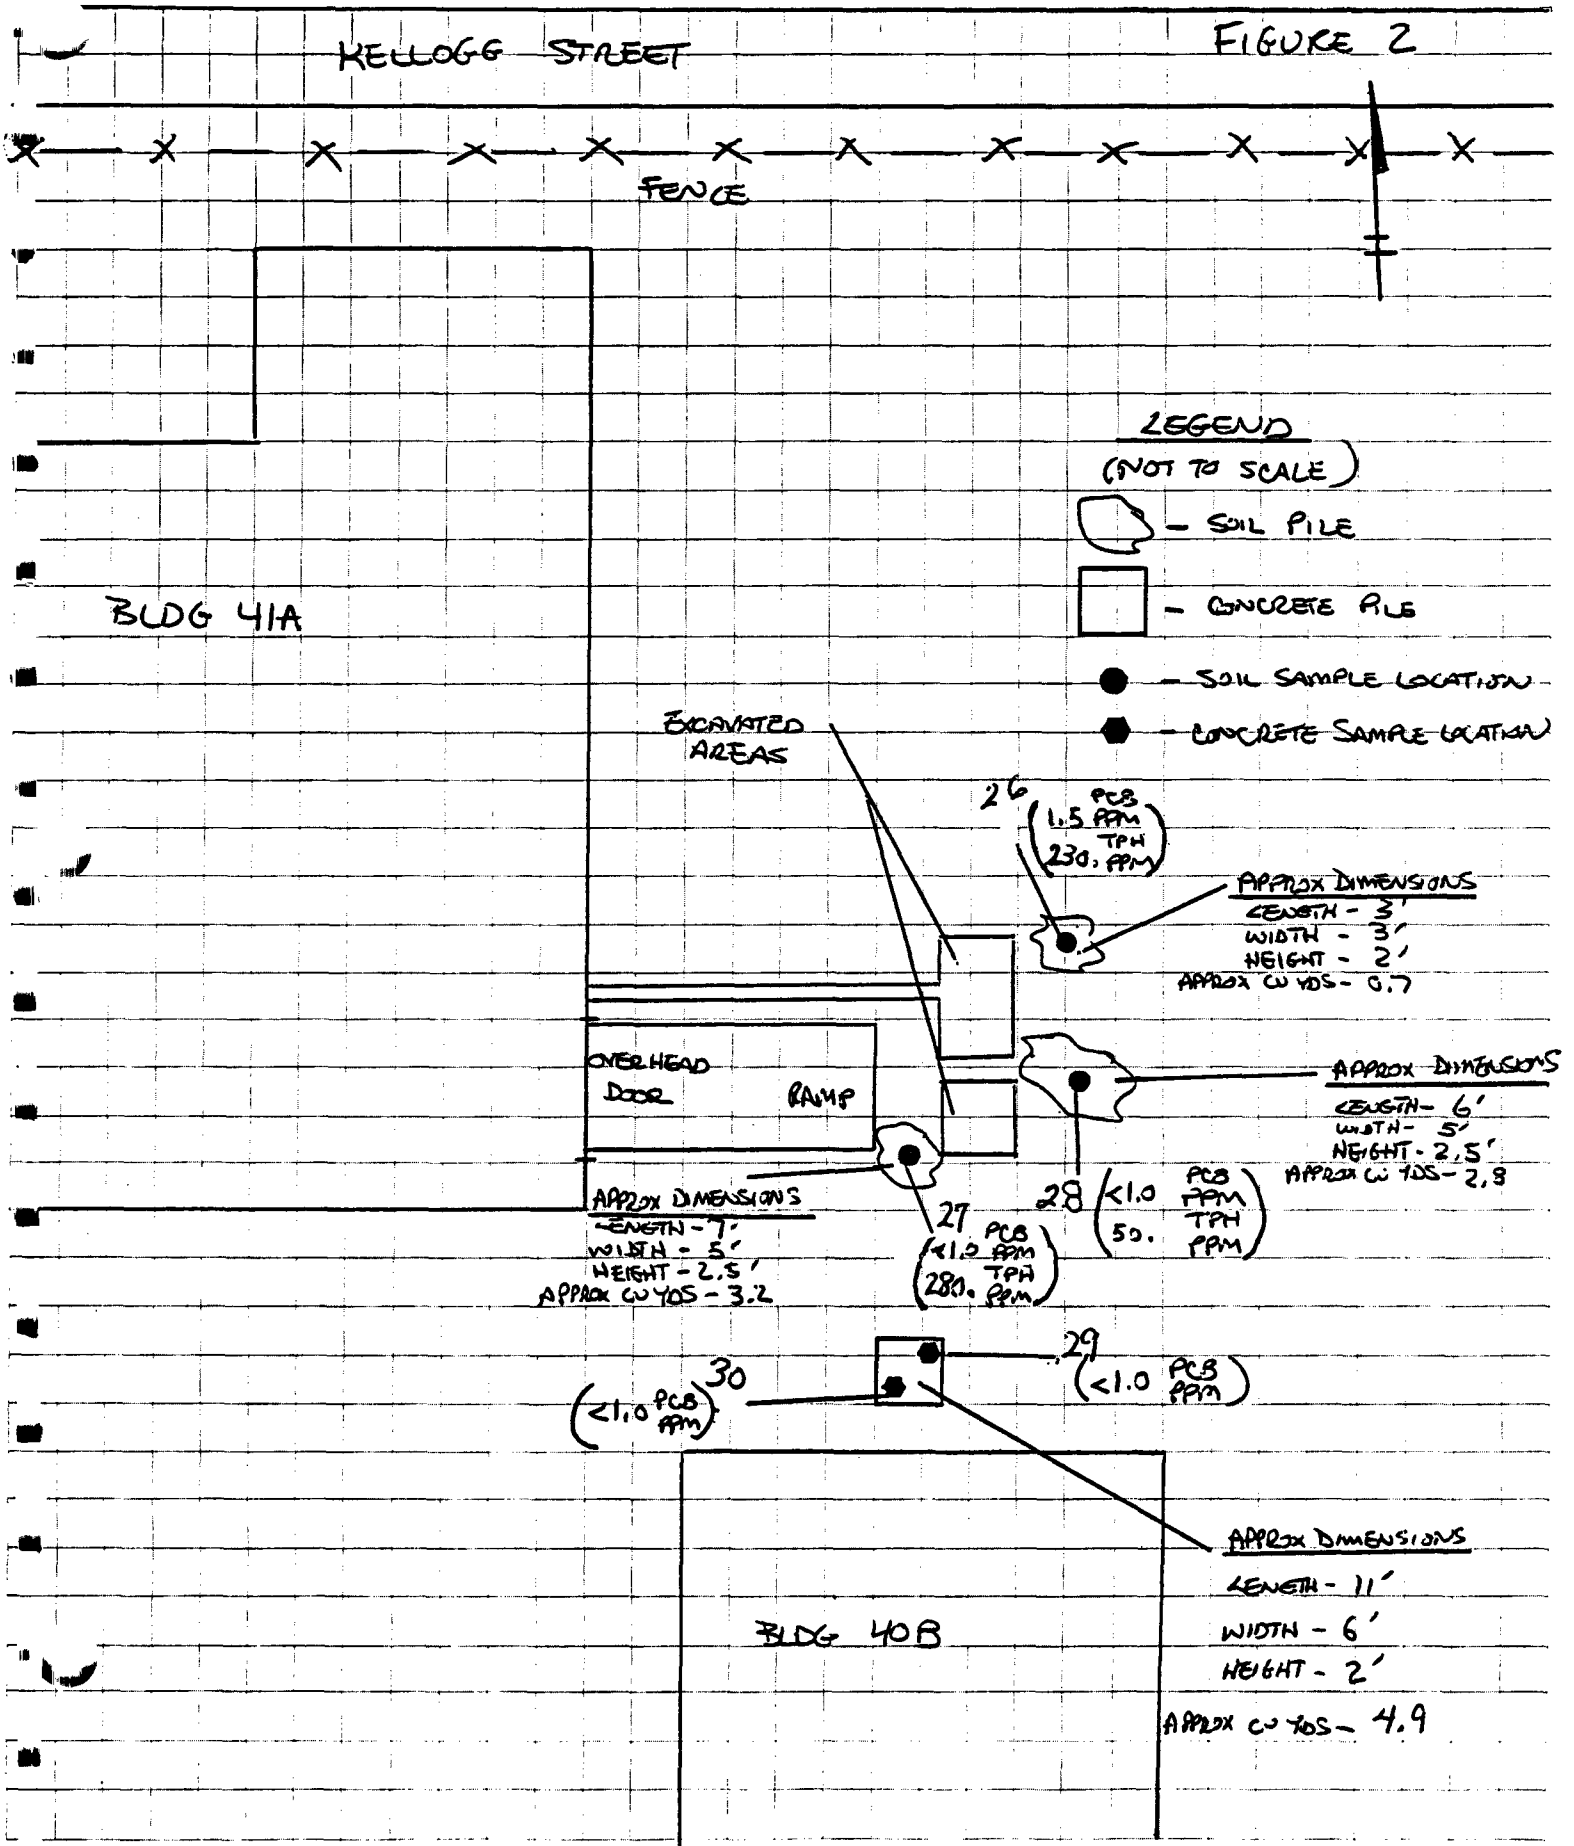 KELLOGG STREET
FIGURE 2
FENCE
LEGEND
(NOT TO SCALE)
- SOIL PILE
- CONCRETE PILE
- SOIL SAMPLE LOCATION
- CONCRETE SAMPLE LOCATION
BLDG 41A
EXCAVATED
AREAS
26
PCB
1.5 PPM
TPH
230. PPM
APPROX DIMENSIONS
LENGTH - 3'
WIDTH - 3'
HEIGHT - 2'
APPROX CU YDS - 0.7
OVERHEAD
DOOR
RAMP
APPROX DIMENSIONS
LENGTH - 6'
WIDTH - 5'
HEIGHT - 2.5'
APPROX CU YDS - 2.8
28
(<1.0 PCB
PPM
50. TPH
PPM)
APPROX DIMENSIONS
LENGTH - 7'
WIDTH - 5'
HEIGHT - 2.5'
APPROX CU YDS - 3.2
27
(<1.0 PCB
PPM
280. TPH
PPM)
30
(<1.0 PCB
PPM)
29
(<1.0 PCB
PPM)
APPROX DIMENSIONS
LENGTH - 11'
WIDTH - 6'
HEIGHT - 2'
APPROX CU YDS - 4.9
BLDG 40B